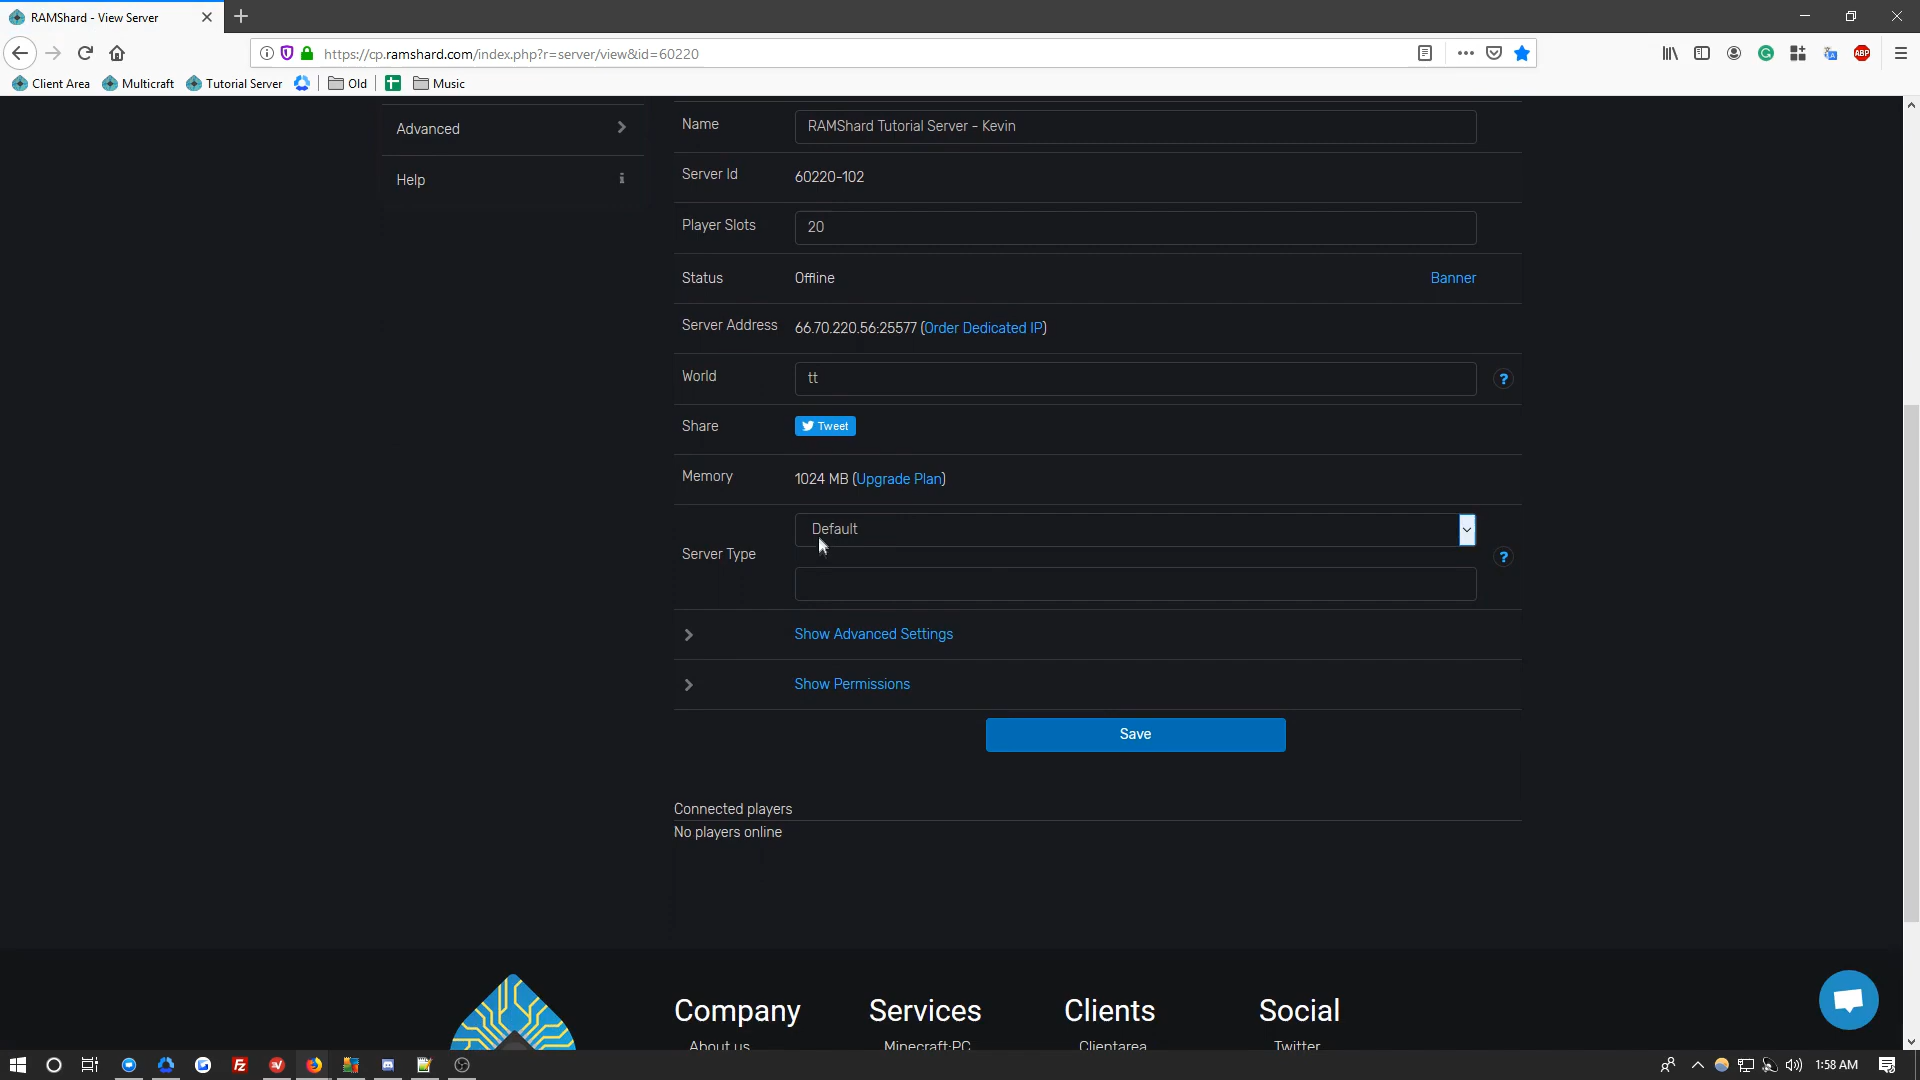 RAMShard - View Server
https://cp.ramshard.com/index.php?r=server/view&id=60220
Client Area
Multicraft
Tutorial Server
Old
Music
Advanced
Help
Name
RAMShard Tutorial Server - Kevin
Server Id
60220-102
Player Slots
20
Status
Offline
Banner
Server Address
66.70.220.56:25577 (Order Dedicated IP)
World
tt
?
Share
Tweet
Memory
1024 MB (Upgrade Plan)
Server Type
Default
?
Show Advanced Settings
Show Permissions
Save
Connected players
No players online
Company
Services
Clients
Social
About us
Minecraft:PC
Clientarea
Twitter
ABP
Fz
1:58 AM